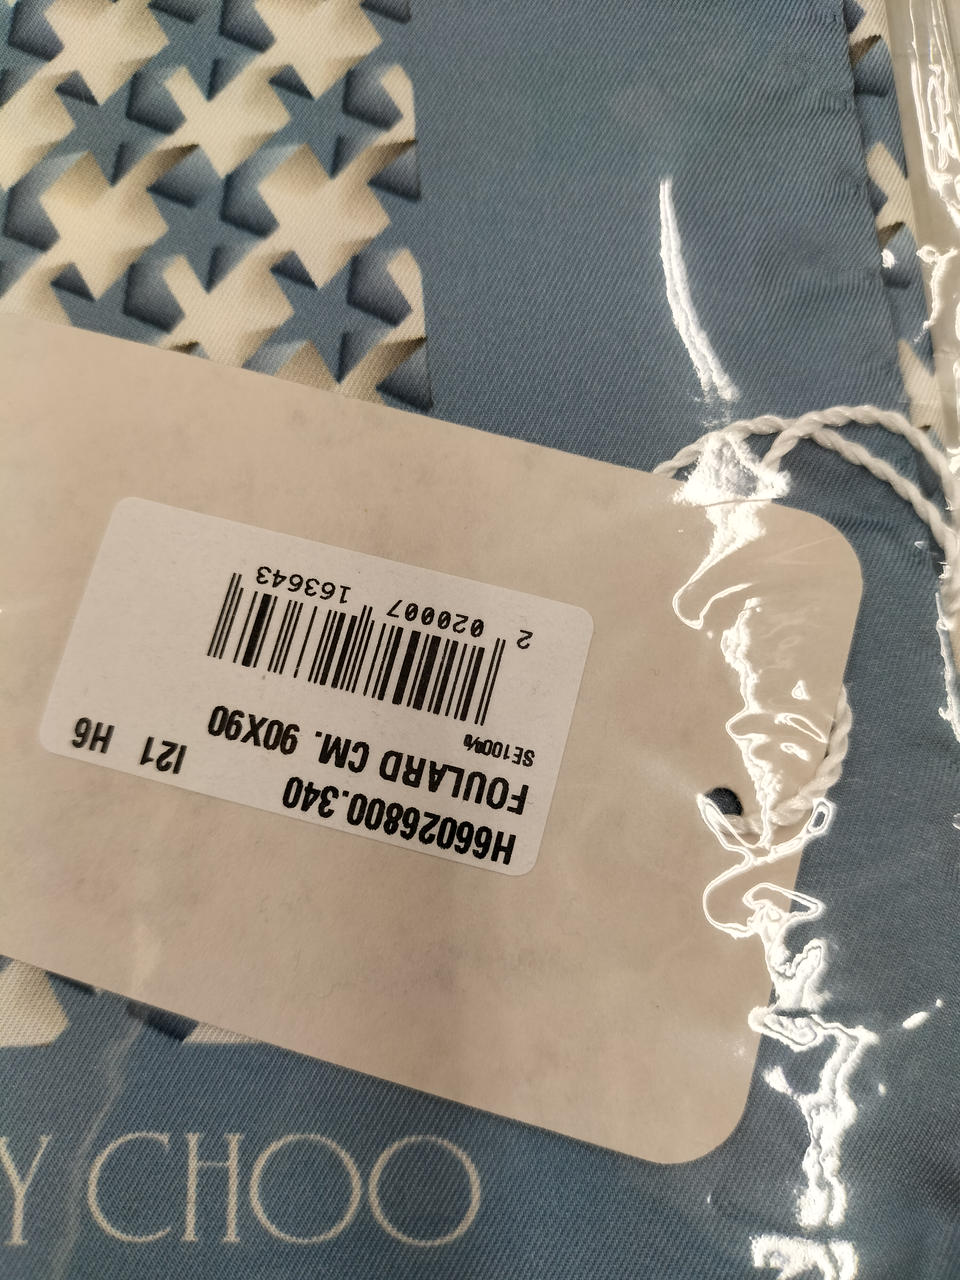 H66026800.340
FOULARD CM. 90X90
SE100% I21 H6
2 020007 163643
Y CHOO